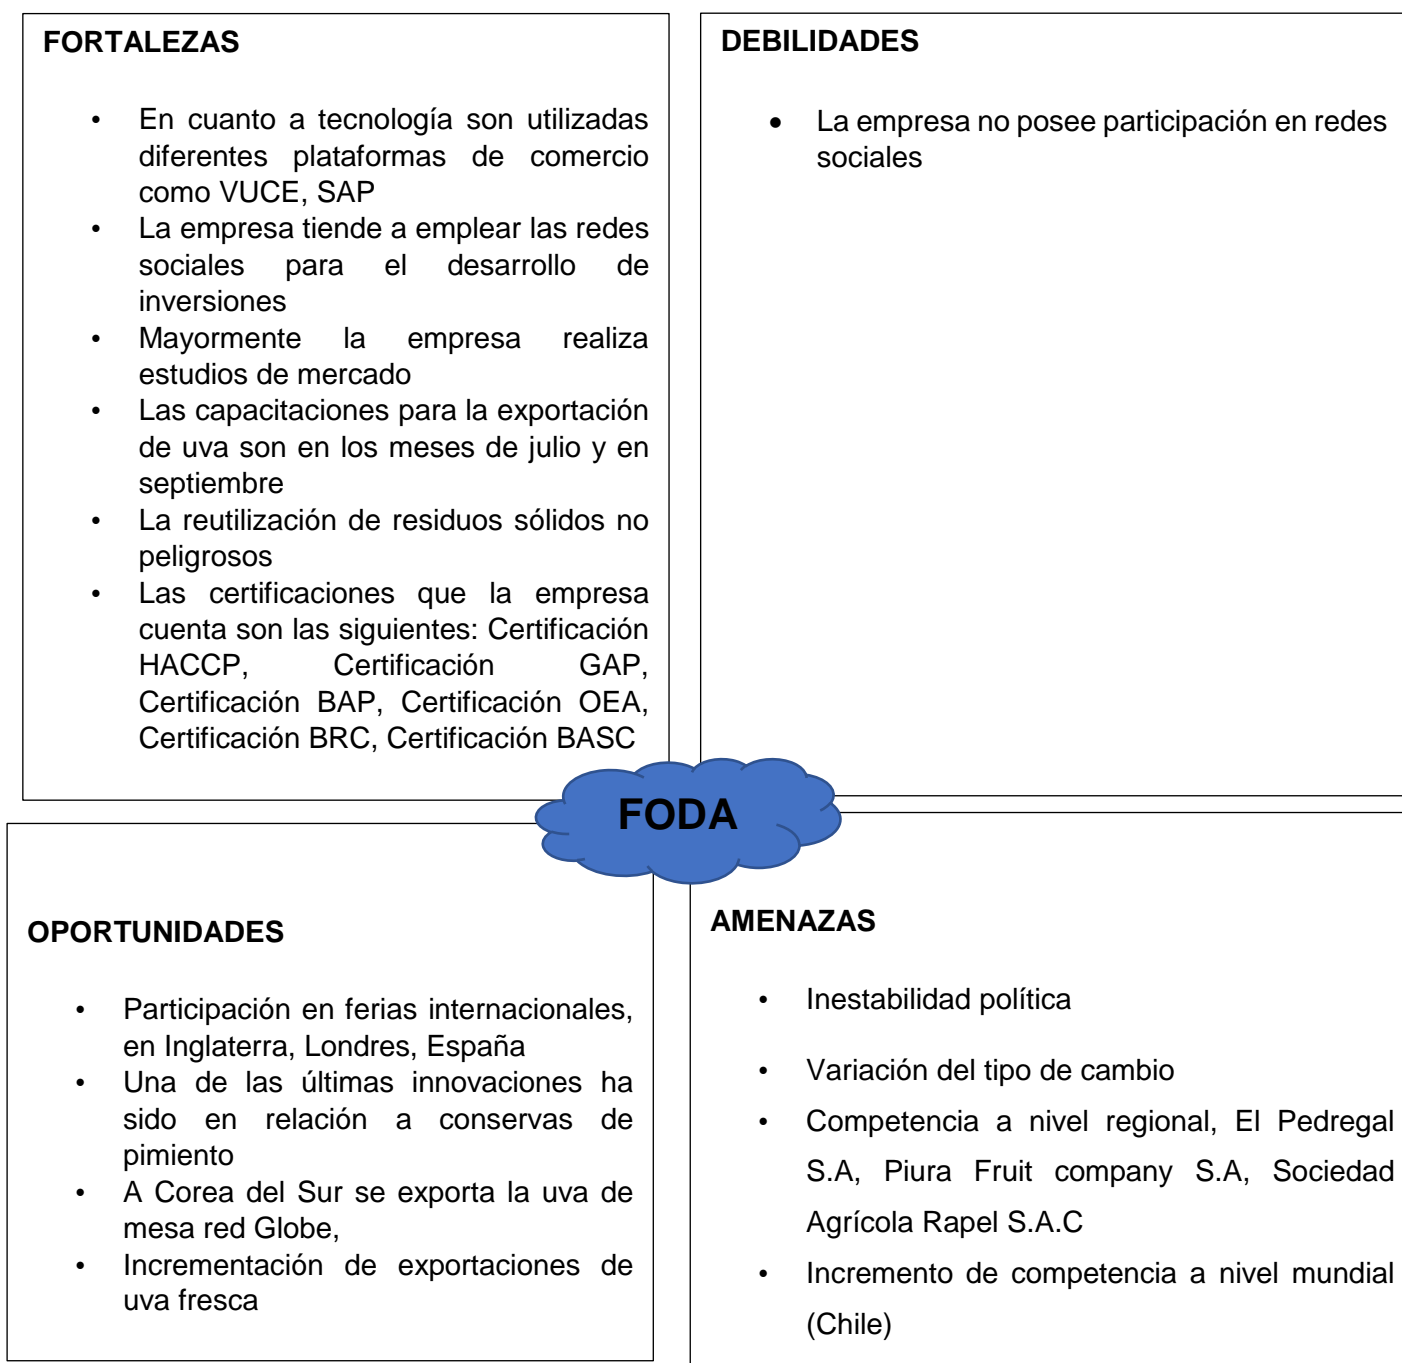 FORTALEZAS
• En cuanto a tecnología son utilizadas
diferentes plataformas de comercio
como VUCE, SAP
• La empresa tiende a emplear las redes
sociales para el desarrollo de
inversiones
• Mayormente la empresa realiza
estudios de mercado
• Las capacitaciones para la exportación
de uva son en los meses de julio y en
septiembre
• La reutilización de residuos sólidos no
peligrosos
• Las certificaciones que la empresa
cuenta son las siguientes: Certificación
HACCP, Certificación GAP,
Certificación BAP, Certificación OEA,
Certificación BRC, Certificación BASC
DEBILIDADES
• La empresa no posee participación en redes
sociales
FODA
OPORTUNIDADES
• Participación en ferias internacionales,
en Inglaterra, Londres, España
• Una de las últimas innovaciones ha
sido en relación a conservas de
pimiento
• A Corea del Sur se exporta la uva de
mesa red Globe,
• Incrementación de exportaciones de
uva fresca
AMENAZAS
• Inestabilidad política
• Variación del tipo de cambio
• Competencia a nivel regional, El Pedregal
S.A, Piura Fruit company S.A, Sociedad
Agrícola Rapel S.A.C
• Incremento de competencia a nivel mundial
(Chile)